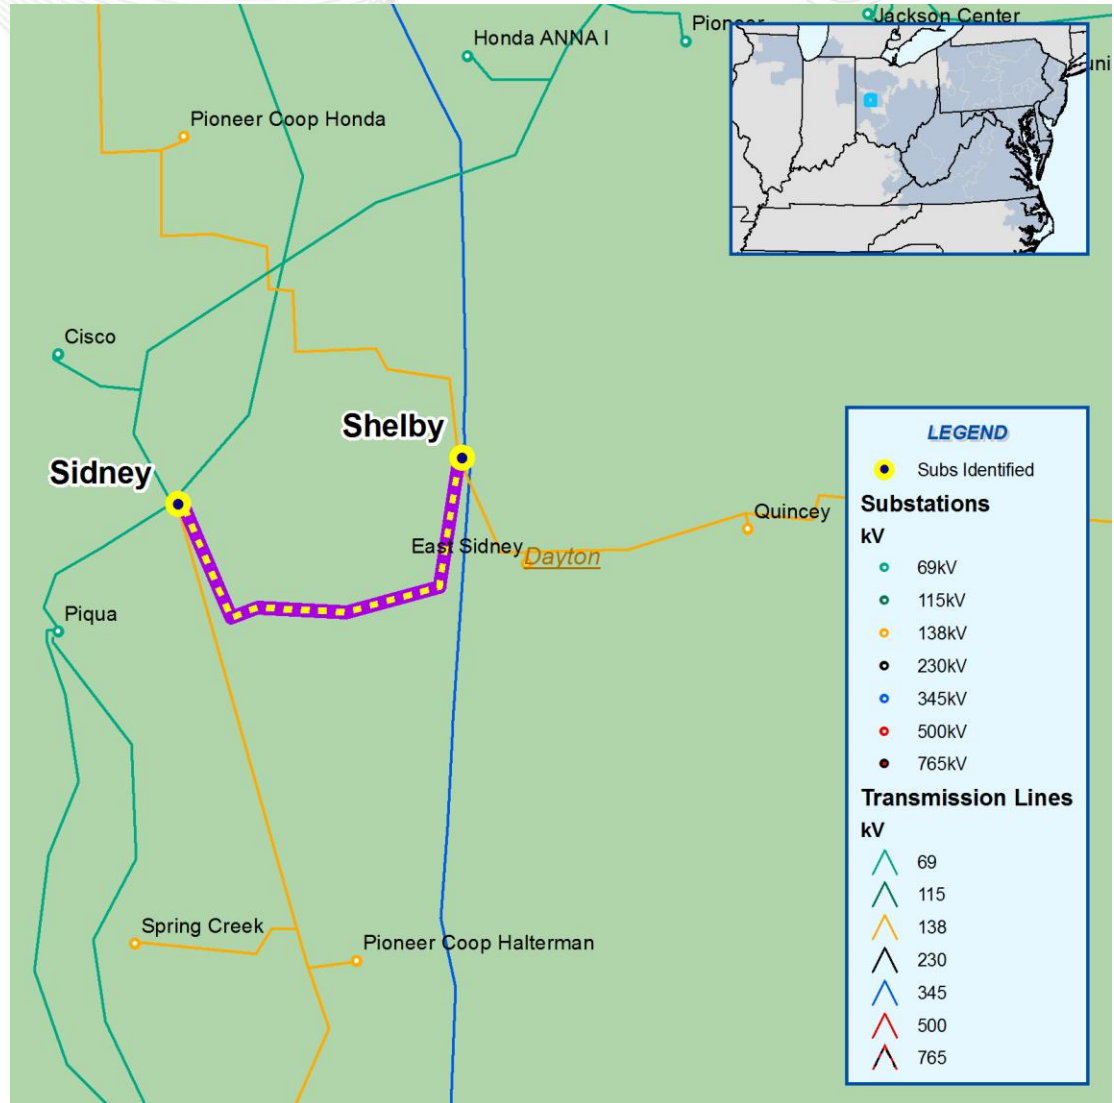 Honda ANNA I
Pioneer
Jackson Center
Pioneer Coop Honda
Cisco
Shelby
Sidney
East Sidney
Dayton
Quincey
Piqua
Spring Creek
Pioneer Coop Halterman
LEGEND
Subs Identified
Substations
kV
69kV
115kV
138kV
230kV
345kV
500kV
765kV
Transmission Lines
kV
69
115
138
230
345
500
765